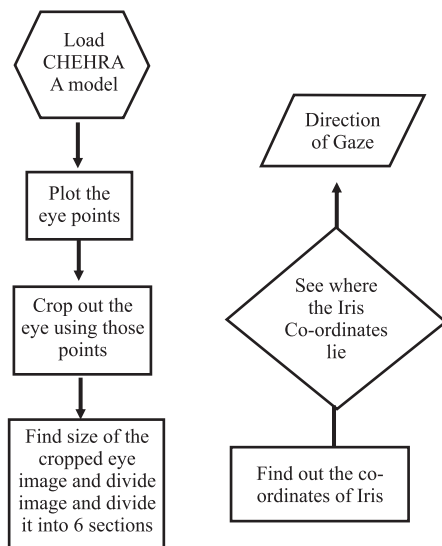 Load
CHEHRA
A model
Plot the
eye points
Crop out the
eye using those
points
Find size of the
cropped eye
image and divide
image and divide
it into 6 sections
Direction
of Gaze
See where
the Iris
Co-ordinates
lie
Find out the co-
ordinates of Iris